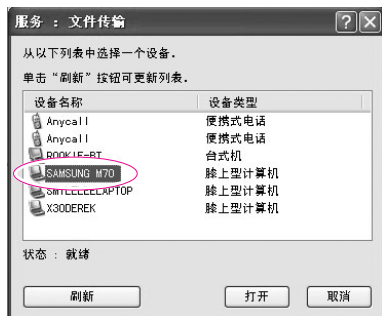 服务 : 文件传输
从以下列表中选择一个设备.
单击“刷新”按钮可更新列表.
设备名称 设备类型
Anycall 便携式电话
Anycall 便携式电话
ROOKIE-BT 台式机
SAMSUNG M70 膝上型计算机
SMILELEELAPTOP 膝上型计算机
X30DEREK 膝上型计算机
状态 : 就绪
刷新 打开 取消